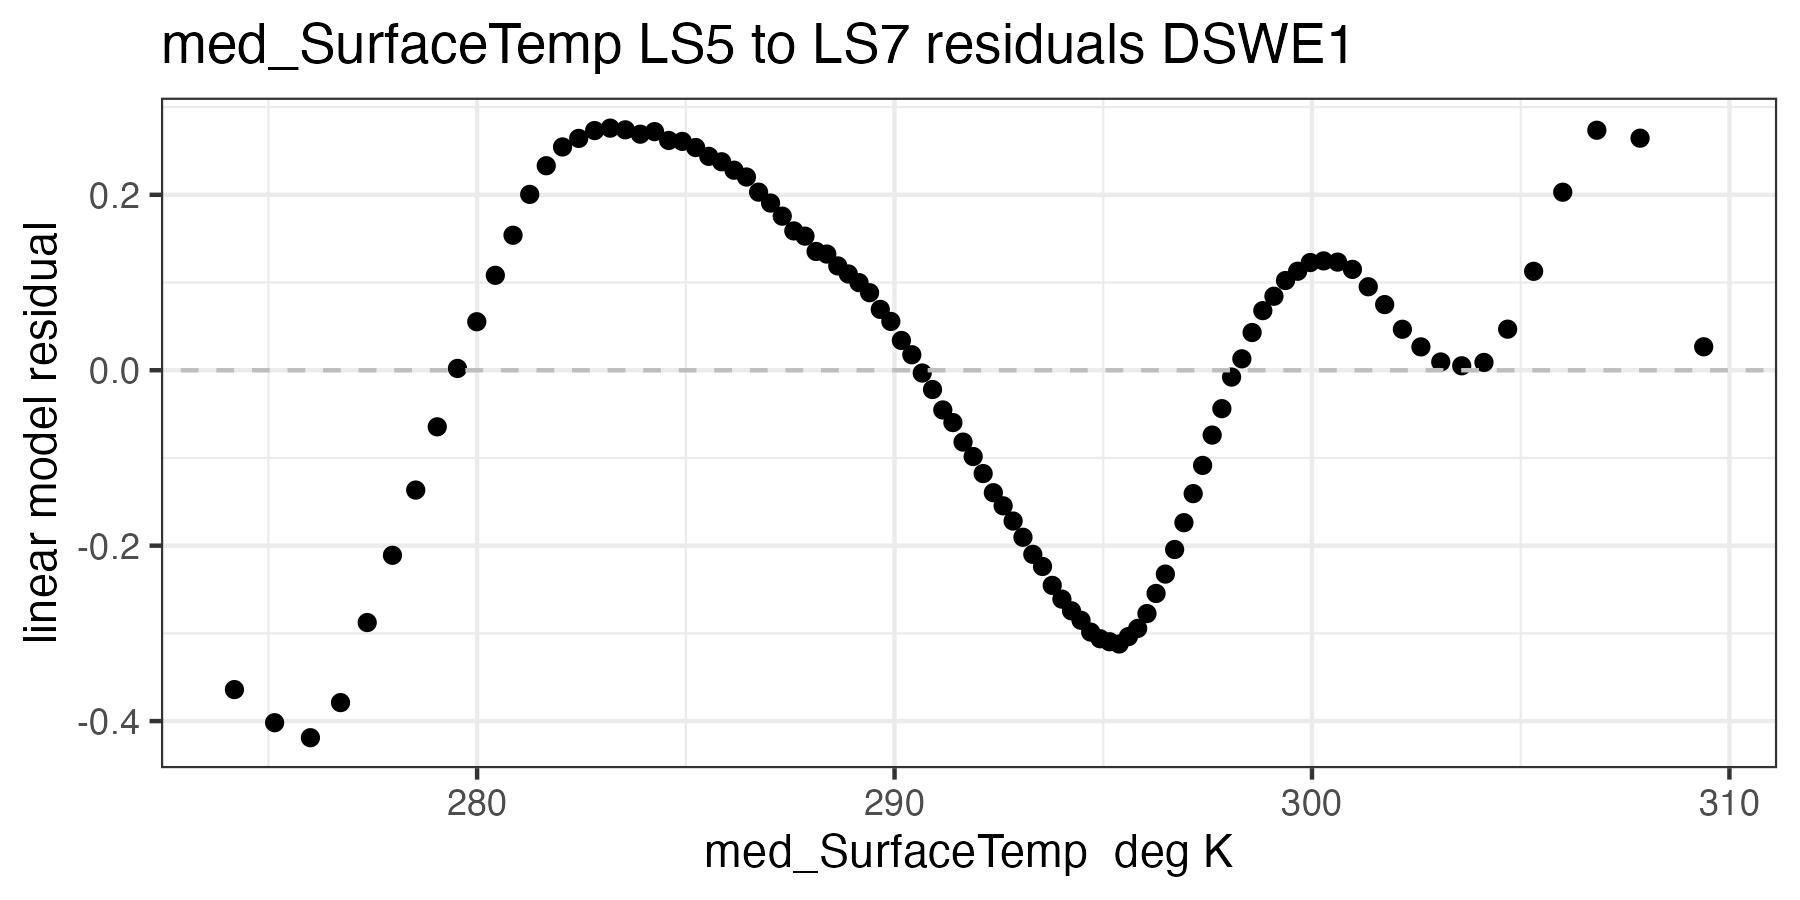 med_SurfaceTemp LS5 to LS7 residuals DSWE1
linear model residual
0.2
0.0
-0.2
-0.4
280 290 300 310
med_SurfaceTemp  deg K